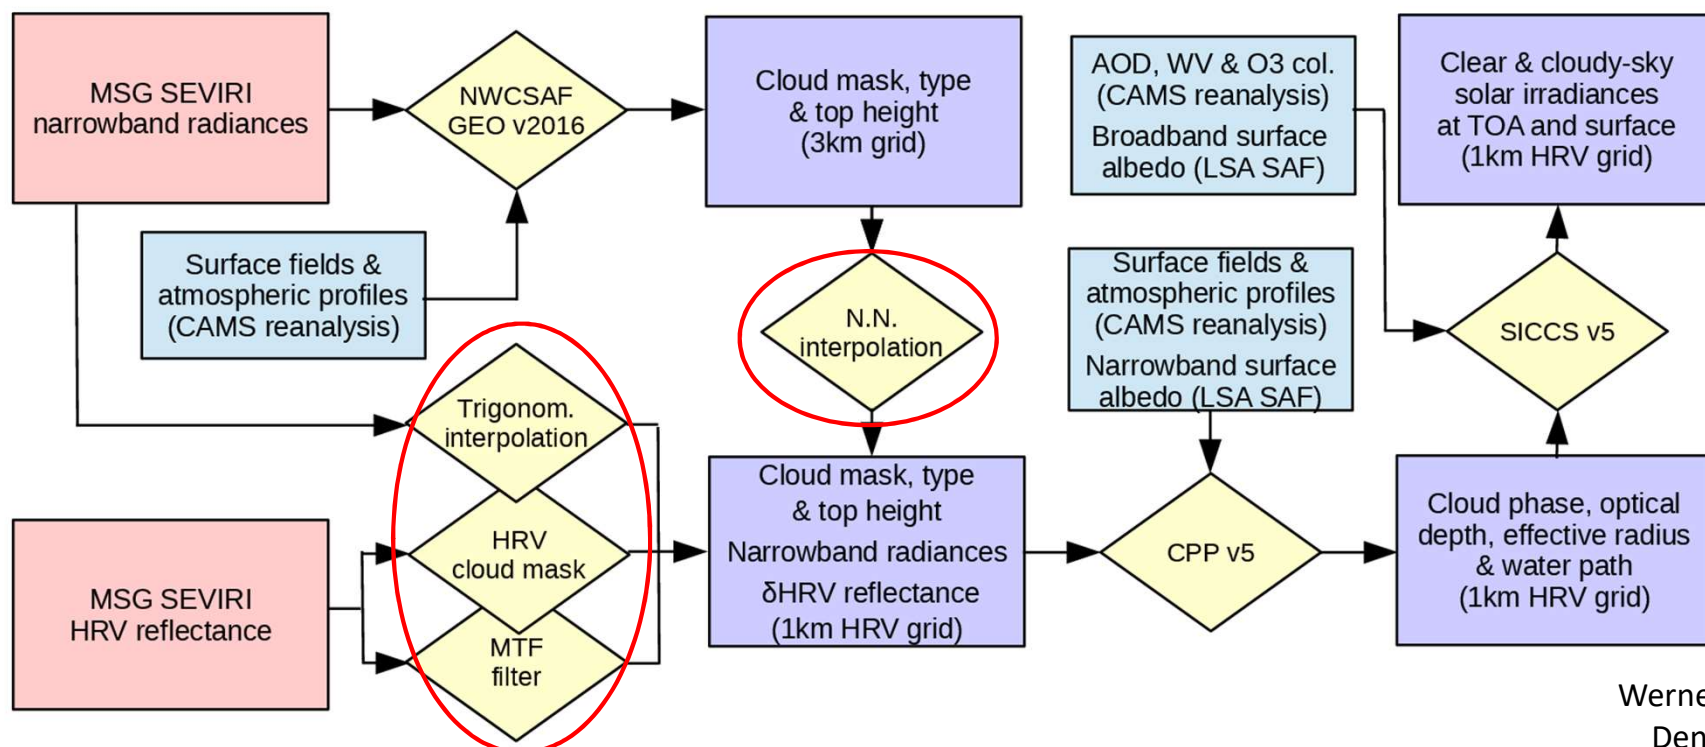 MSG SEVIRI
narrowband radiances
NWCSAF
GEO v2016
Cloud mask, type
& top height
(3km grid)
AOD, WV & O3 col.
(CAMS reanalysis)
Broadband surface
albedo (LSA SAF)
Clear & cloudy-sky
solar irradiances
at TOA and surface
(1km HRV grid)
Surface fields &
atmospheric profiles
(CAMS reanalysis)
N.N.
interpolation
Surface fields &
atmospheric profiles
(CAMS reanalysis)
Narrowband surface
albedo (LSA SAF)
SICCS v5
Trigonom.
interpolation
HRV
cloud mask
MTF
filter
MSG SEVIRI
HRV reflectance
Cloud mask, type
& top height
Narrowband radiances
δHRV reflectance
(1km HRV grid)
CPP v5
Cloud phase, optical
depth, effective radius
& water path
(1km HRV grid)
Werne
Den